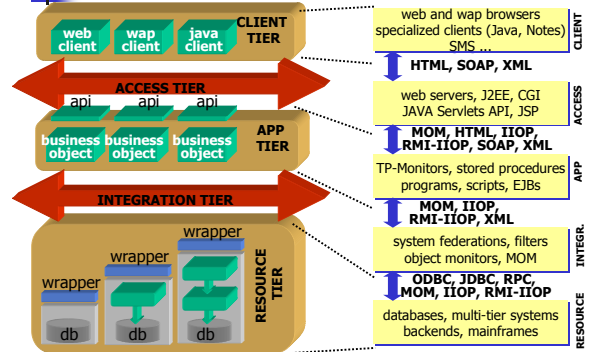 CLIENT
TIER
web
client
wap
client
java
client
ACCESS TIER
api
api
api
APP
TIER
business
object
business
object
business
object
INTEGRATION TIER
wrapper
wrapper
wrapper
db
db
db
RESOURCE
TIER
web and wap browsers
specialized clients (Java, Notes)
SMS ...
CLIENT
HTML, SOAP, XML
web servers, J2EE, CGI
JAVA Servlets API, JSP
ACCESS
MOM, HTML, IIOP,
RMI-IIOP, SOAP, XML
TP-Monitors, stored procedures
programs, scripts, EJBs
APP
MOM, IIOP,
RMI-IIOP, XML
system federations, filters
object monitors, MOM
INTEGR.
ODBC, JDBC, RPC,
MOM, IIOP, RMI-IIOP
databases, multi-tier systems
backends, mainframes
RESOURCE